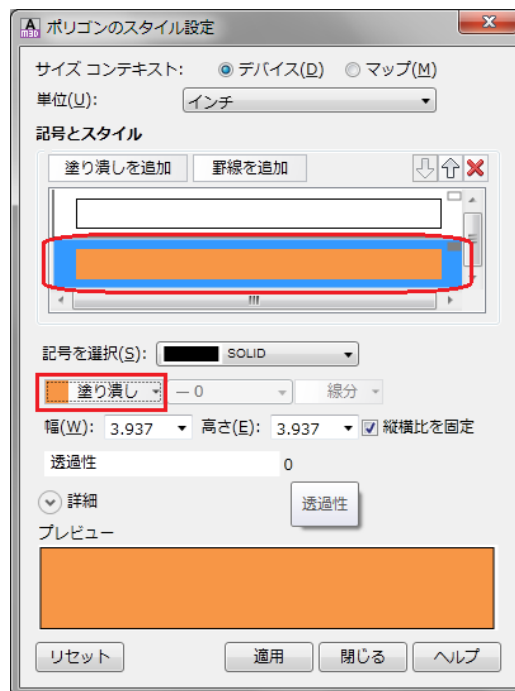 A ポリゴンのスタイル設定
m3D
サイズ コンテキスト: デバイス(D) マップ(M)
単位(U): インチ
記号とスタイル
塗り潰しを追加 罫線を追加
記号を選択(S): SOLID
塗り潰し 0 線分
幅(W): 3.937 高さ(E): 3.937 縦横比を固定
透過性 0
詳細 透過性
プレビュー
リセット 適用 閉じる ヘルプ